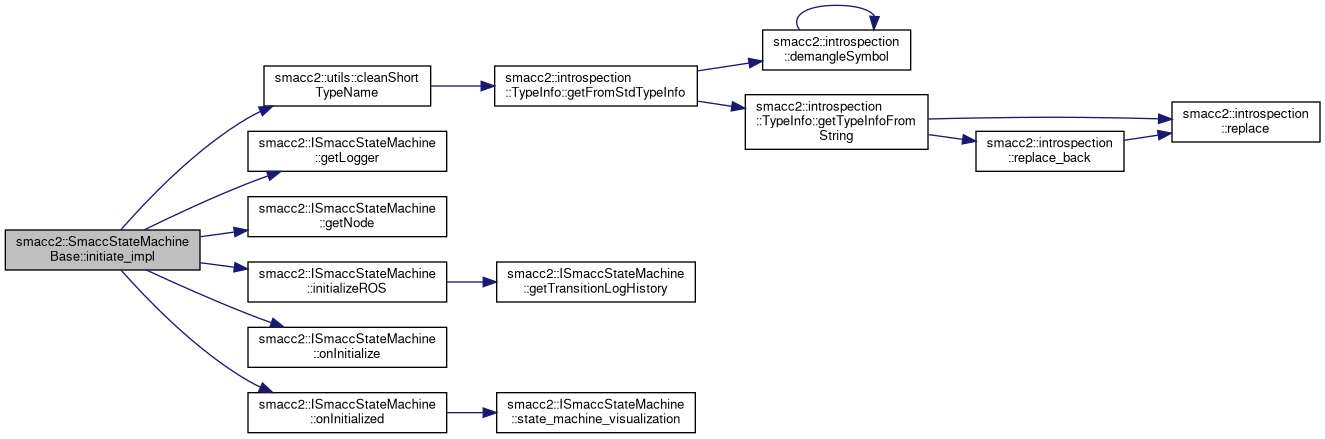 smacc2::SmaccStateMachine
Base::initiate_impl
smacc2::utils::cleanShort
TypeName
smacc2::introspection
::TypeInfo::getFromStdTypeInfo
smacc2::introspection
::demangleSymbol
smacc2::introspection
::TypeInfo::getTypeInfoFrom
String
smacc2::introspection
::replace_back
smacc2::introspection
::replace
smacc2::ISmaccStateMachine
::getLogger
smacc2::ISmaccStateMachine
::getNode
smacc2::ISmaccStateMachine
::initializeROS
smacc2::ISmaccStateMachine
::getTransitionLogHistory
smacc2::ISmaccStateMachine
::onInitialize
smacc2::ISmaccStateMachine
::onInitialized
smacc2::ISmaccStateMachine
::state_machine_visualization